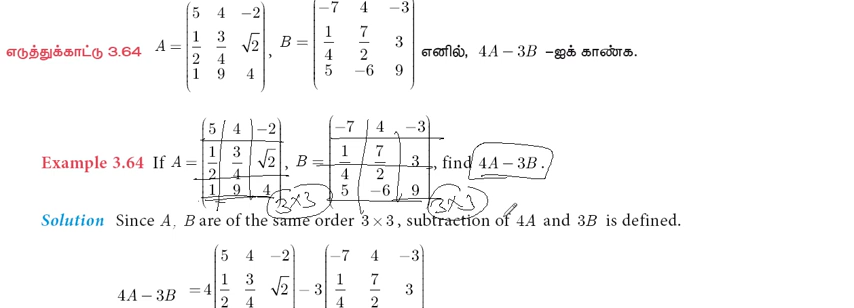 எடுத்துக்காட்டு 3.64 A = (5 4 −2; 1/2 3/4 √2; 1 9 4), B = (−7 4 −3; 1/4 7/2 3; 5 −6 9) எனில், 4A − 3B –ஐக் காண்க.
Example 3.64 If A = (5 4 −2; 1/2 3/4 √2; 1 9 4), B = (−7 4 −3; 1/4 7/2 3; 5 −6 9), find 4A − 3B.
3×3 3×3
Solution Since A, B are of the same order 3 × 3, subtraction of 4A and 3B is defined.
4A − 3B = 4(5 4 −2; 1/2 3/4 √2 − 3(−7 4 −3; 1/4 7/2 3